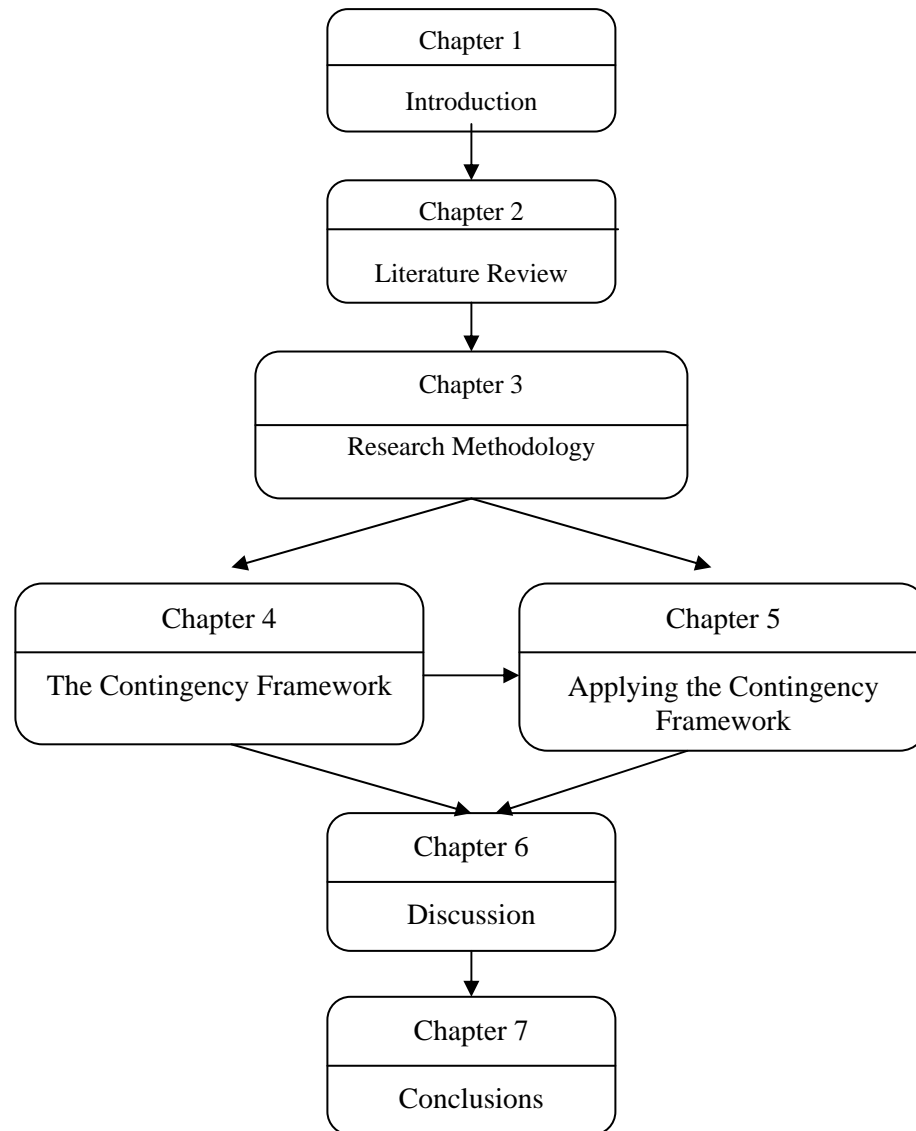 Chapter 1
Introduction
Chapter 2
Literature Review
Chapter 3
Research Methodology
Chapter 4
The Contingency Framework
Chapter 5
Applying the Contingency
Framework
Chapter 6
Discussion
Chapter 7
Conclusions